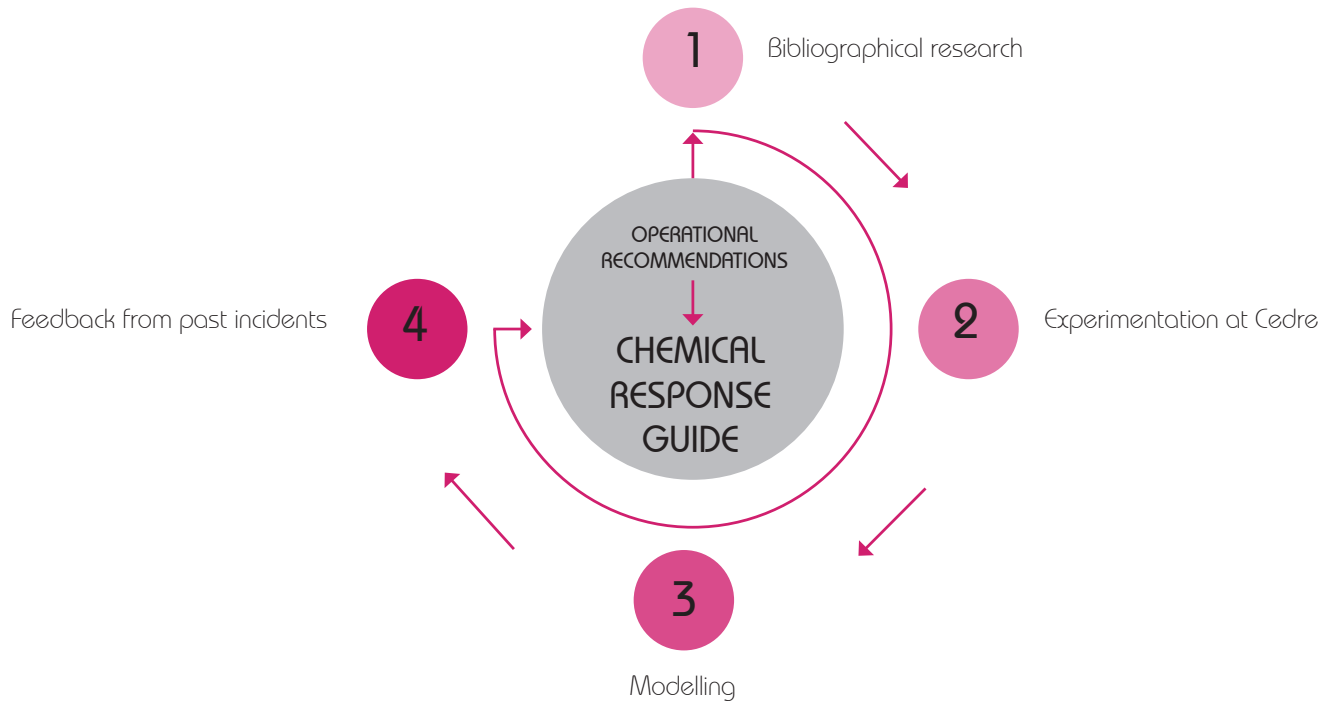 1
Bibliographical research
OPERATIONAL
RECOMMENDATIONS
CHEMICAL
RESPONSE
GUIDE
2
Experimentation at Cedre
3
Modelling
4
Feedback from past incidents